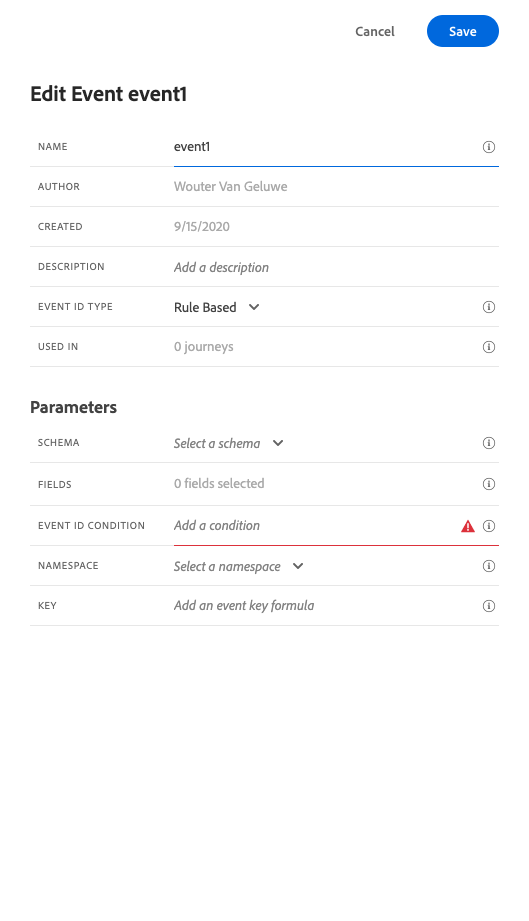 Cancel Save
Edit Event event1
NAME event1
AUTHOR Wouter Van Geluwe
CREATED 9/15/2020
DESCRIPTION Add a description
EVENT ID TYPE Rule Based
USED IN 0 journeys
Parameters
SCHEMA Select a schema
FIELDS 0 fields selected
EVENT ID CONDITION Add a condition
NAMESPACE Select a namespace
KEY Add an event key formula